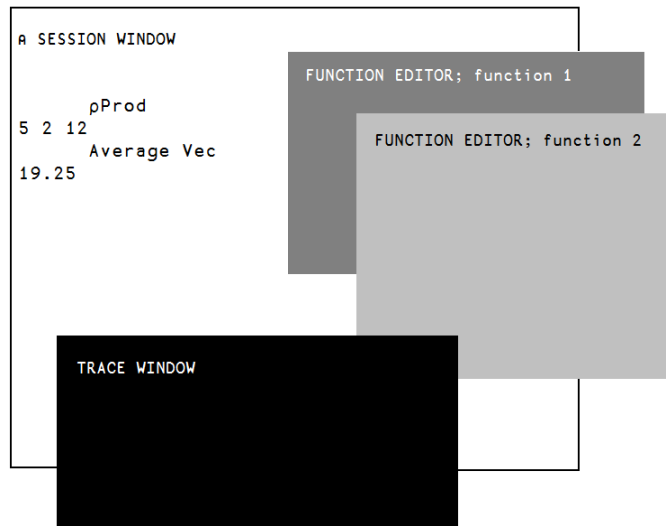 A SESSION WINDOW
FUNCTION EDITOR; function 1
⍴Prod
5 2 12
FUNCTION EDITOR; function 2
Average Vec
19.25
TRACE WINDOW